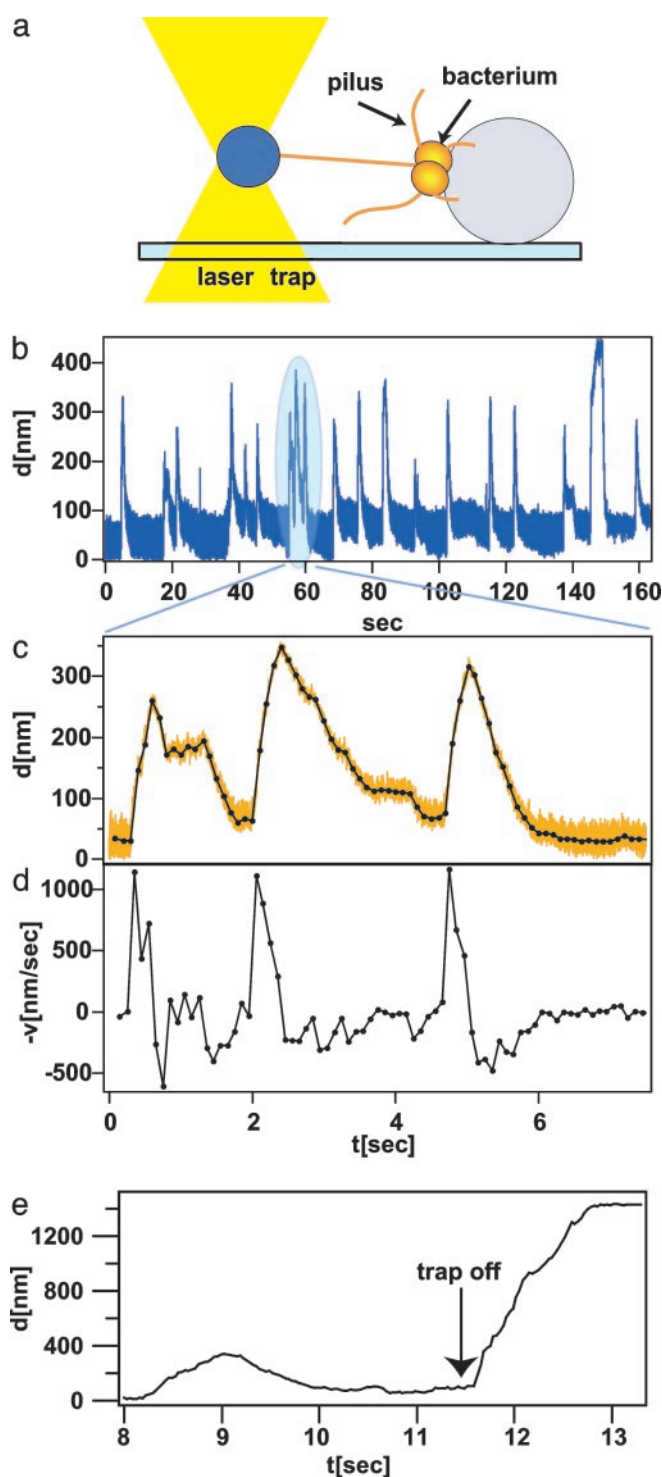 a
pilus
bacterium
laser trap
b
d[nm]
400
300
200
100
0
0 20 40 60 80 100 120 140 160
sec
c
d[nm]
300
200
100
0
d
-v[nm/sec]
1000
500
0
-500
0 2 4 6
t[sec]
e
d[nm]
1200
800
400
0
trap off
8 9 10 11 12 13
t[sec]